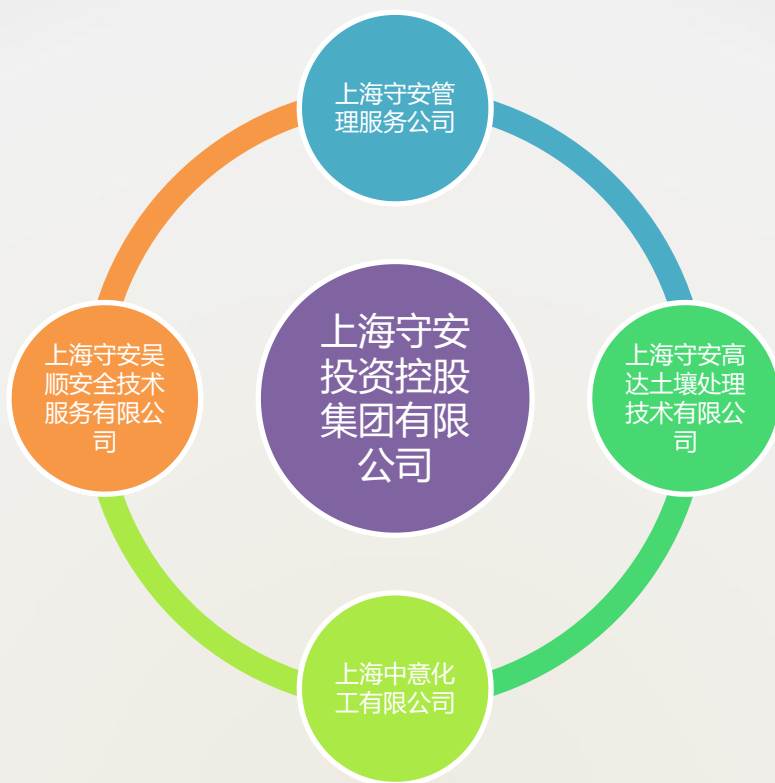 上海守安管
理服务公司
上海守安吴
顺安全技术
服务有限公
司
上海守安
投资控股
集团有限
公司
上海守安高
达土壤处理
技术有限公
司
上海中意化
工有限公司